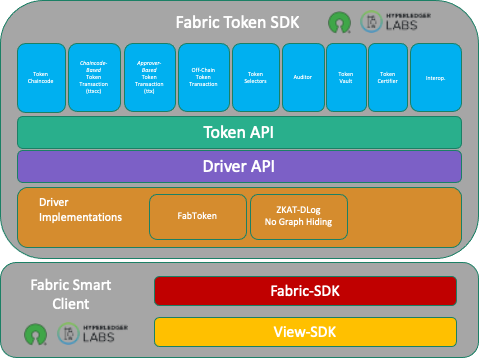 Fabric Token SDK
HYPERLEDGER
LABS
Token
Chaincode
Chaincode-
Based
Token
Transaction
(ttxcc)
Approver-
Based
Token
Transaction
(ttx)
Off-Chain
Token
Transaction
Token
Selectors
Auditor
Token
Vault
Token
Certifier
Interop.
Token API
Driver API
Driver
Implementations
FabToken
ZKAT-DLog
No Graph Hiding
Fabric Smart
Client
HYPERLEDGER
LABS
Fabric-SDK
View-SDK